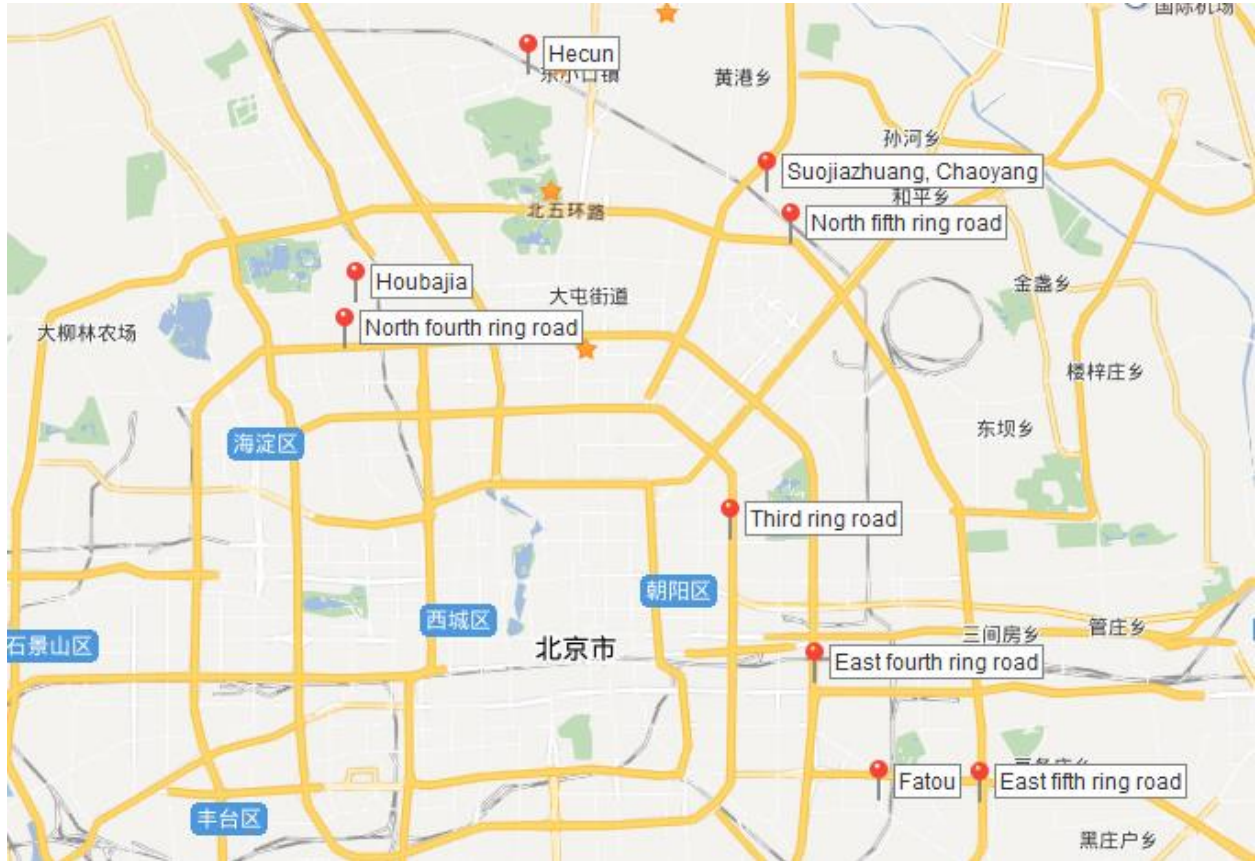 国际机场
Hecun
东小口镇
黄港乡
孙河乡
Suojiazhuang, Chaoyang
和平乡
北五环路
North fifth ring road
Houbajia
大屯街道
金盏乡
North fourth ring road
大柳林农场
楼梓庄乡
海淀区
东坝乡
Third ring road
朝阳区
西城区
管庄乡
三间房乡
石景山区
北京市
East fourth ring road
Fatou
East fifth ring road
丰台区
黑庄户乡